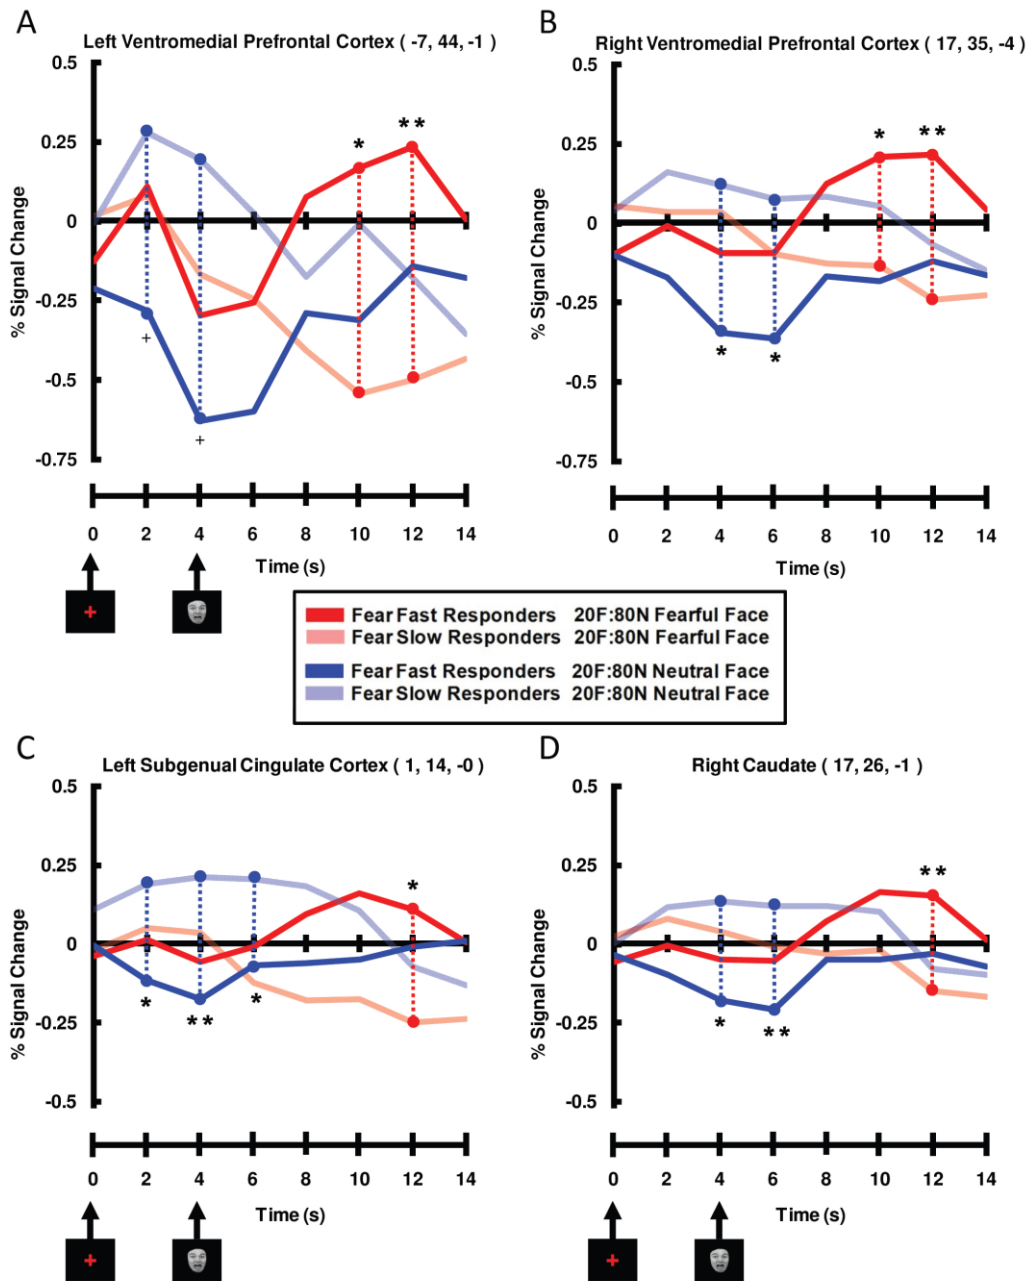 A
Left Ventromedial Prefrontal Cortex ( -7, 44, -1 )
0.5
0.25
0
-0.25
-0.5
-0.75
% Signal Change
*
**
+
+
0 2 4 6 8 10 12 14
Time (s)
B
Right Ventromedial Prefrontal Cortex ( 17, 35, -4 )
0.5
0.25
0
-0.25
-0.5
-0.75
% Signal Change
*
**
*
*
0 2 4 6 8 10 12 14
Time (s)
Fear Fast Responders 20F:80N Fearful Face
Fear Slow Responders 20F:80N Fearful Face
Fear Fast Responders 20F:80N Neutral Face
Fear Slow Responders 20F:80N Neutral Face
C
Left Subgenual Cingulate Cortex ( 1, 14, -0 )
0.5
0.25
0
-0.25
-0.5
% Signal Change
*
*
**
*
0 2 4 6 8 10 12 14
Time (s)
D
Right Caudate ( 17, 26, -1 )
0.5
0.25
0
-0.25
-0.5
% Signal Change
**
*
**
0 2 4 6 8 10 12 14
Time (s)